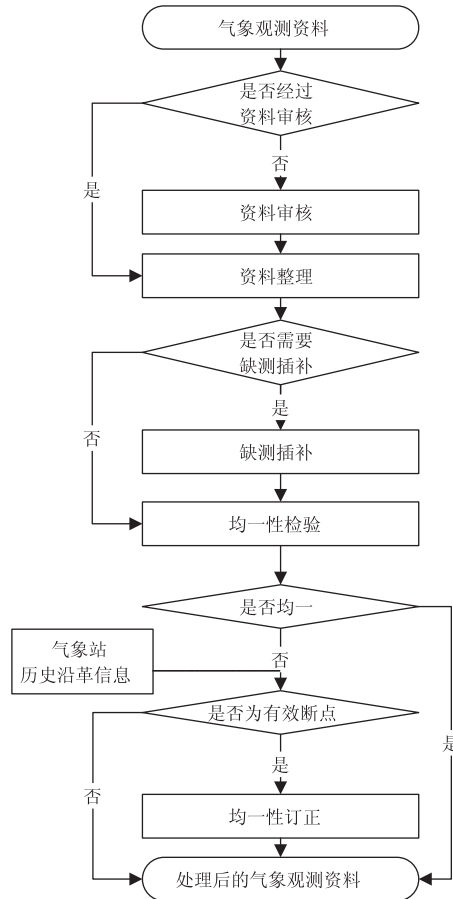 气象观测资料
是否经过
资料审核
否
是
资料审核
资料整理
是否需要
缺测插补
是
否
缺测插补
均一性检验
是否均一
气象站
历史沿革信息
否
是否为有效断点
是
是
否
均一性订正
处理后的气象观测资料